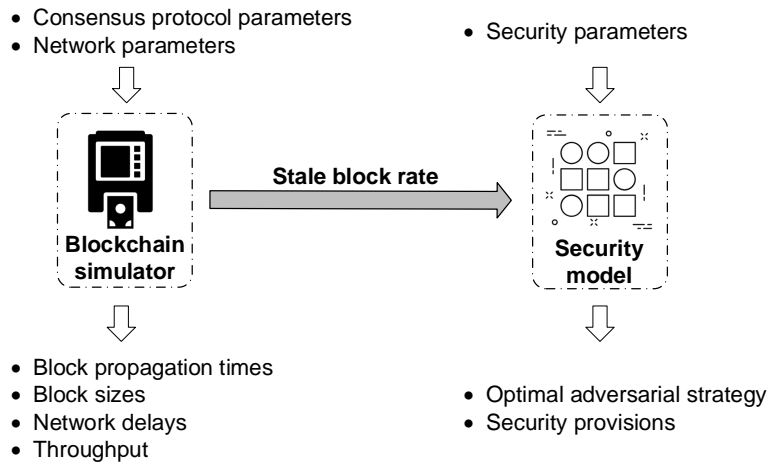 • Consensus protocol parameters
• Network parameters
• Security parameters
Stale block rate
Blockchain
simulator
Security
model
• Block propagation times
• Block sizes
• Network delays
• Throughput
• Optimal adversarial strategy
• Security provisions